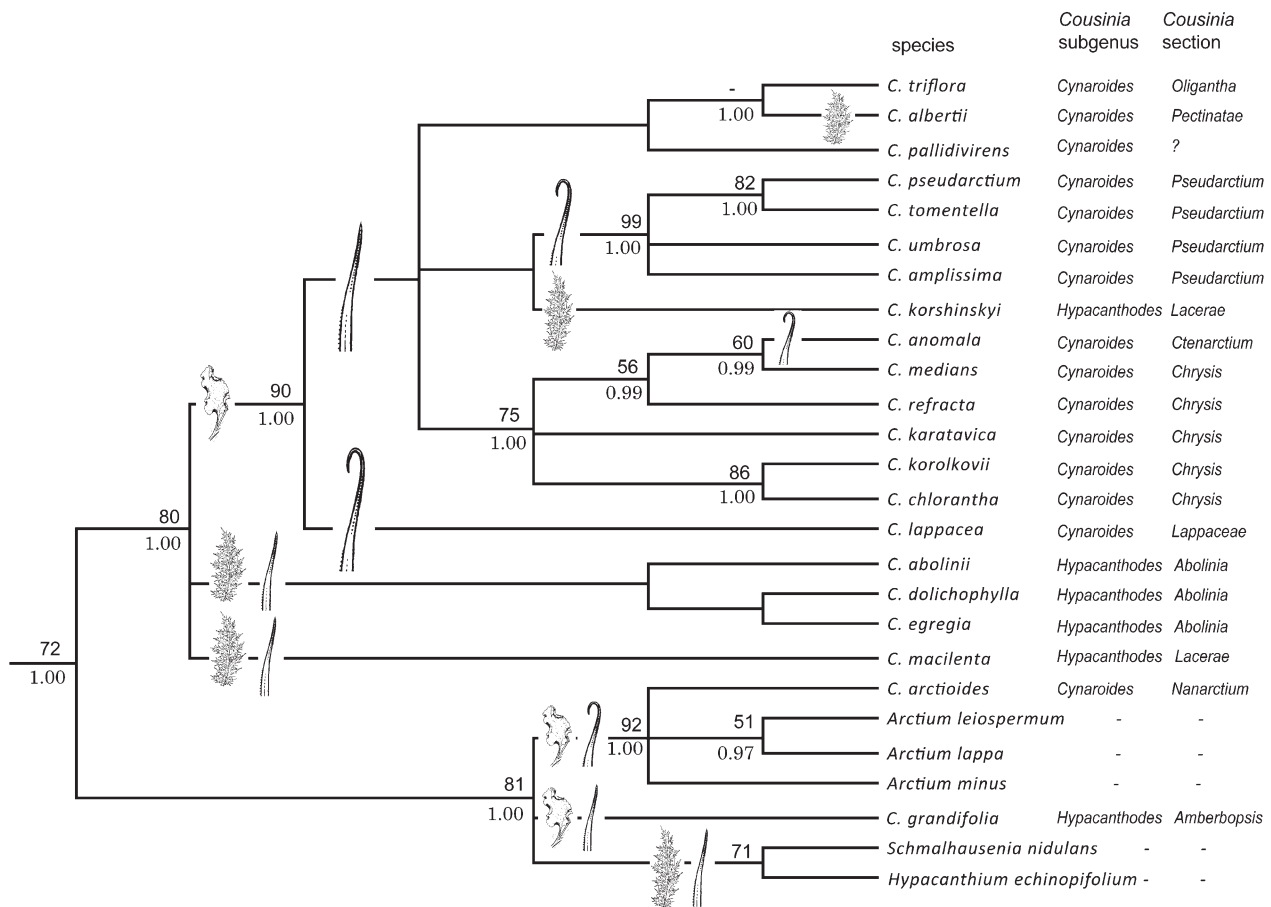 Cousinia Cousinia
species subgenus section
C. triflora Cynaroides Oligantha
-
1.00
C. albertii Cynaroides Pectinatae
C. pallidivirens Cynaroides ?
82
C. pseudarctium Cynaroides Pseudarctium
1.00
C. tomentella Cynaroides Pseudarctium
99
1.00
C. umbrosa Cynaroides Pseudarctium
C. amplissima Cynaroides Pseudarctium
C. korshinskyi Hypacanthodes Lacerae
60
C. anomala Cynaroides Ctenarctium
56
0.99
C. medians Cynaroides Chrysis
90
0.99
C. refracta Cynaroides Chrysis
1.00
75
C. karatavica Cynaroides Chrysis
1.00
C. korolkovii Cynaroides Chrysis
86
1.00
C. chlorantha Cynaroides Chrysis
80
C. lappacea Cynaroides Lappaceae
1.00
C. abolinii Hypacanthodes Abolinia
C. dolichophylla Hypacanthodes Abolinia
C. egregia Hypacanthodes Abolinia
72
C. macilenta Hypacanthodes Lacerae
1.00
C. arctioides Cynaroides Nanarctium
92
51
Arctium leiospermum - -
1.00
0.97
Arctium lappa - -
81
Arctium minus - -
1.00
C. grandifolia Hypacanthodes Amberbopsis
71
Schmalhausenia nidulans - -
Hypacanthium echinopifolium - -